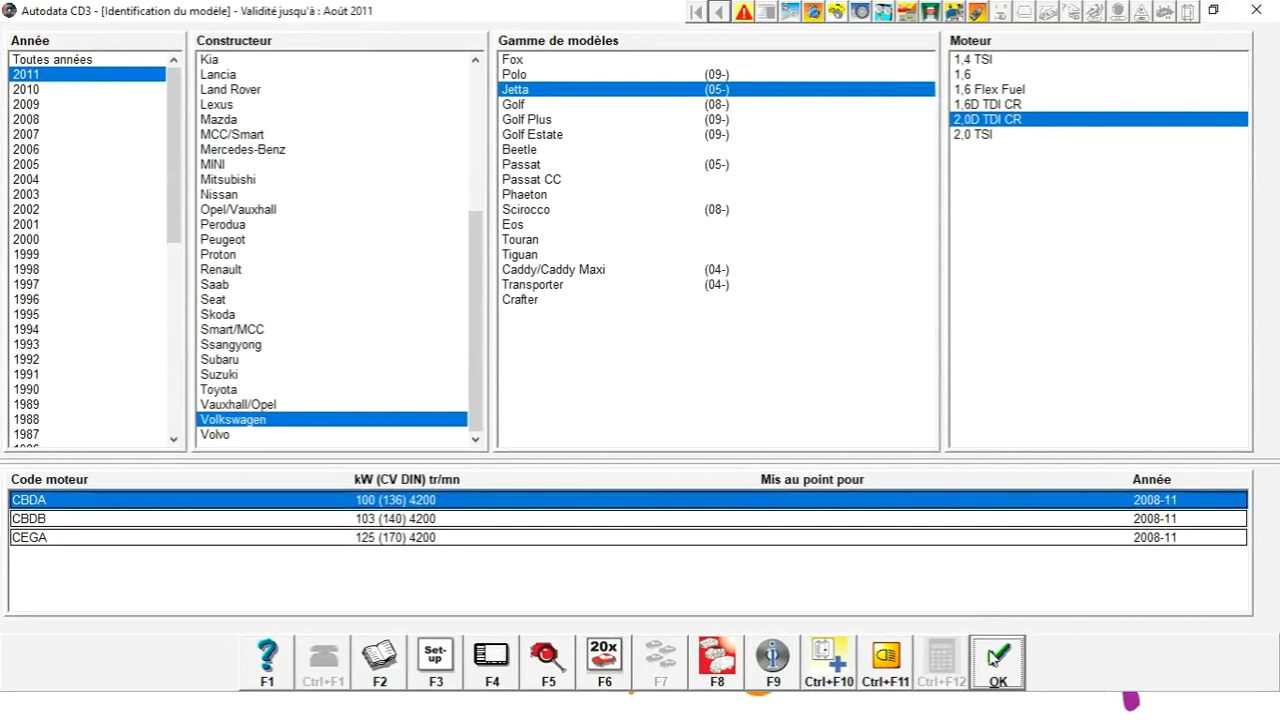 Autodata CD3 - [Identification du modèle] - Validité jusqu'à : Août 2011
Année
Toutes années
2011
2010
2009
2008
2007
2006
2005
2004
2003
2002
2001
2000
1999
1998
1997
1996
1995
1994
1993
1992
1991
1990
1989
1988
1987
Constructeur
Kia
Lancia
Land Rover
Lexus
Mazda
MCC/Smart
Mercedes-Benz
MINI
Mitsubishi
Nissan
Opel/Vauxhall
Perodua
Peugeot
Proton
Renault
Saab
Seat
Skoda
Smart/MCC
Ssangyong
Subaru
Suzuki
Toyota
Vauxhall/Opel
Volkswagen
Volvo
Gamme de modèles
Fox
Polo (09-)
Jetta (05-)
Golf (08-)
Golf Plus (09-)
Golf Estate (09-)
Beetle
Passat (05-)
Passat CC
Phaeton
Scirocco (08-)
Eos
Touran
Tiguan
Caddy/Caddy Maxi (04-)
Transporter (04-)
Crafter
Moteur
1,4 TSI
1,6
1,6 Flex Fuel
1,6D TDI CR
2,0D TDI CR
2,0 TSI
Code moteur kW (CV DIN) tr/mn Mis au point pour Année
CBDA 100 (136) 4200 2008-11
CBDB 103 (140) 4200 2008-11
CEGA 125 (170) 4200 2008-11
Set-up
20x
F1 Ctrl+F1 F2 F3 F4 F5 F6 F7 F8 F9 Ctrl+F10 Ctrl+F11 Ctrl+F12 OK